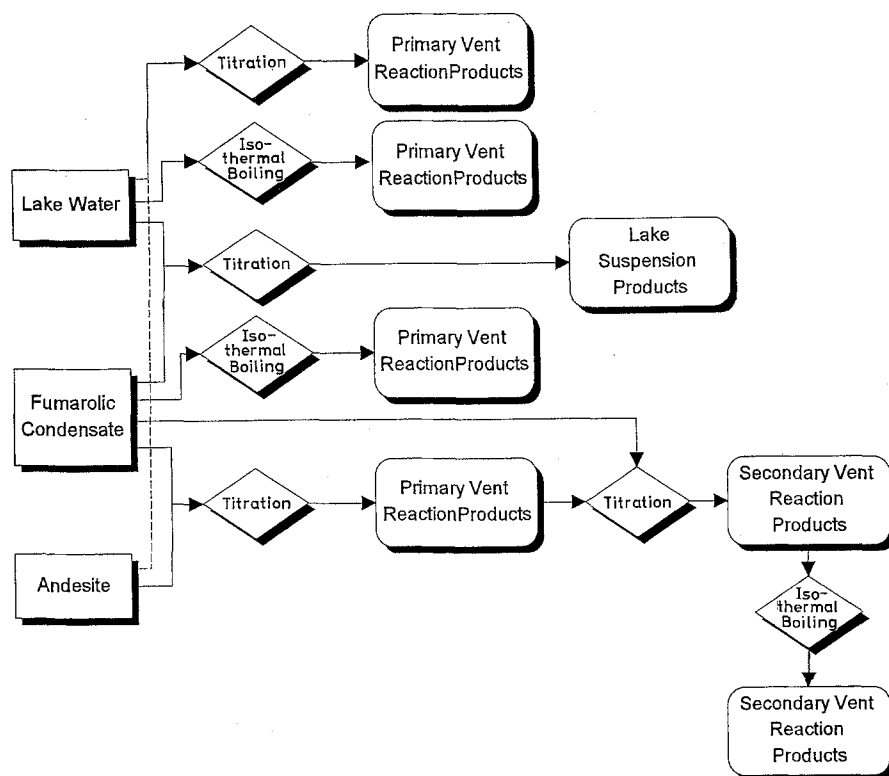 Titration
Primary Vent
ReactionProducts
Iso-
thermal
Boiling
Primary Vent
ReactionProducts
Lake Water
Titration
Lake
Suspension
Products
Iso-
thermal
Boiling
Primary Vent
ReactionProducts
Fumarolic
Condensate
Titration
Primary Vent
ReactionProducts
Titration
Secondary Vent
Reaction
Products
Andesite
Iso-
thermal
Boiling
Secondary Vent
Reaction
Products